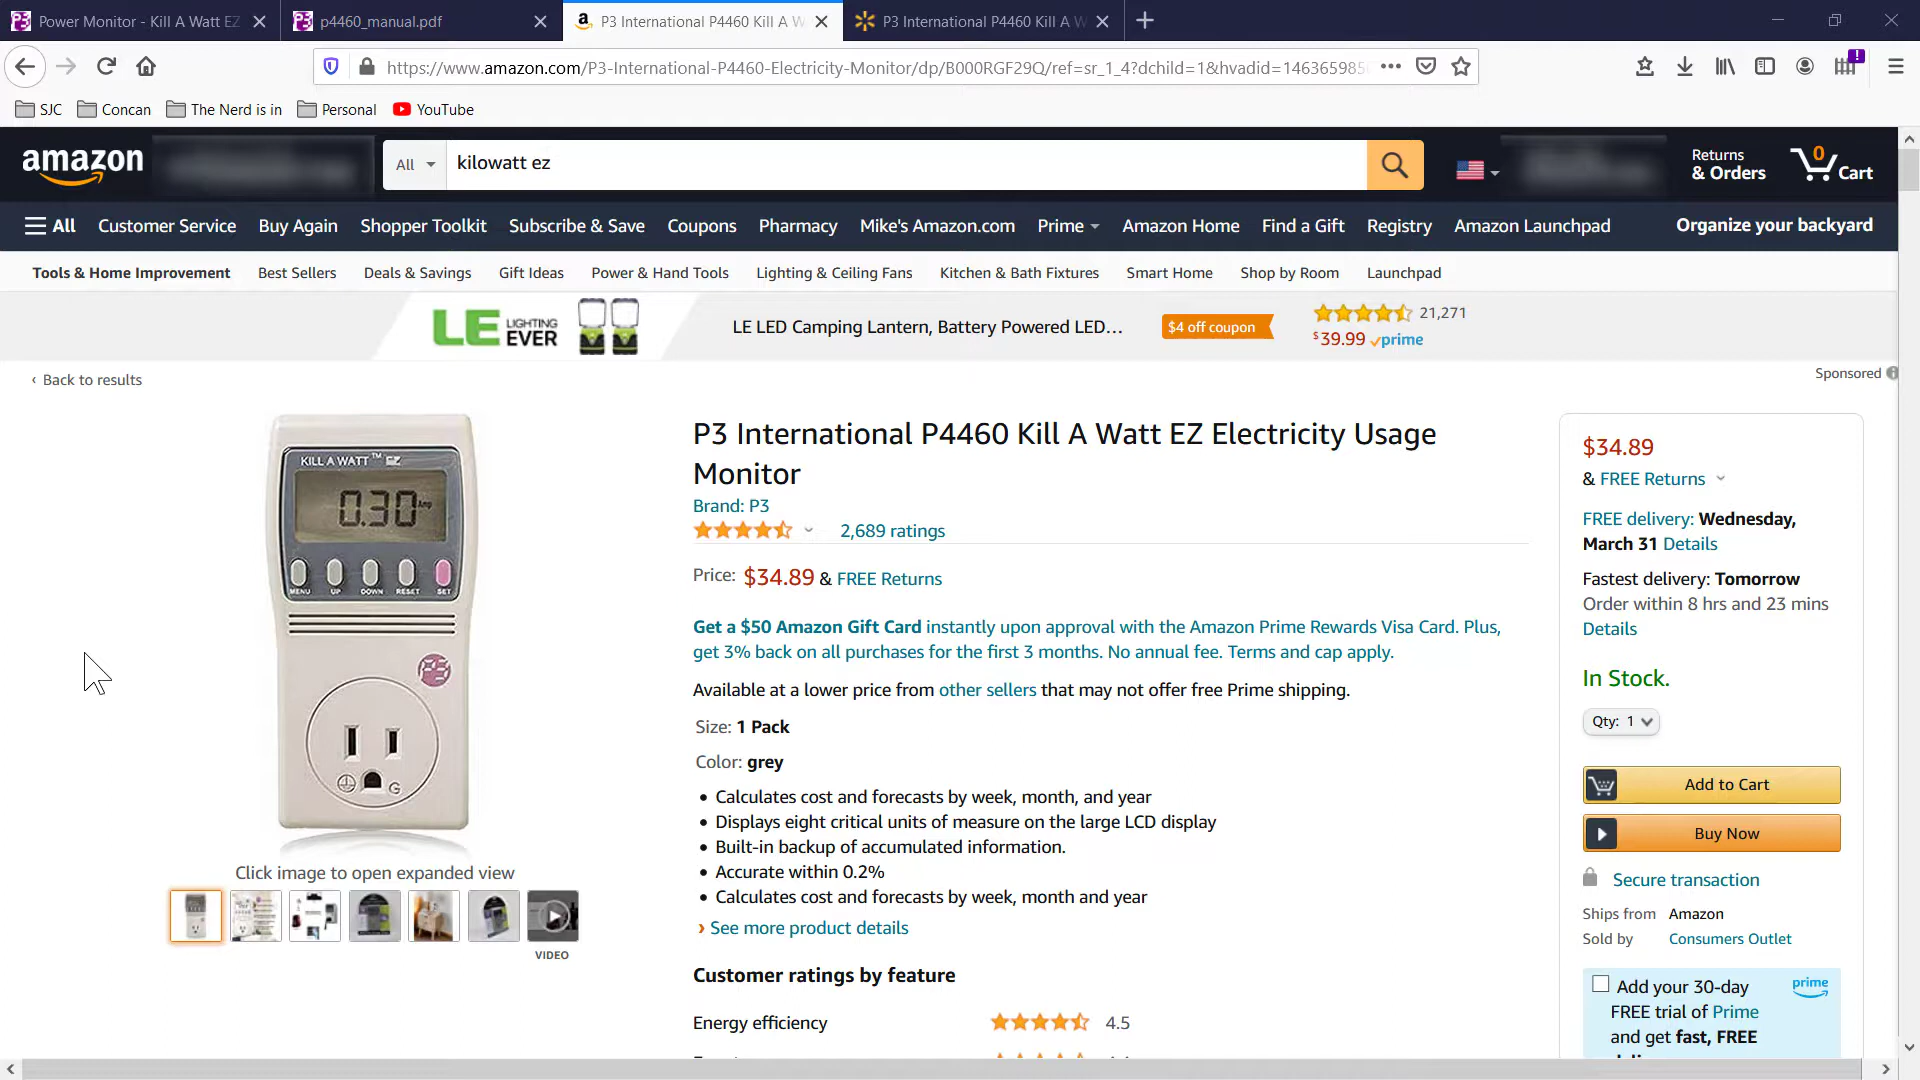 Power Monitor - Kill A Watt EZ
p4460_manual.pdf
P3 International P4460 Kill A W
P3 International P4460 Kill A W
https://www.amazon.com/P3-International-P4460-Electricity-Monitor/dp/B000RGF29Q/ref=sr_1_4?dchild=1&hvadid=146365985
SJC
Concan
The Nerd is in
Personal
YouTube
amazon
All
kilowatt ez
Returns
& Orders
0
Cart
All
Customer Service
Buy Again
Shopper Toolkit
Subscribe & Save
Coupons
Pharmacy
Mike's Amazon.com
Prime
Amazon Home
Find a Gift
Registry
Amazon Launchpad
Organize your backyard
Tools & Home Improvement
Best Sellers
Deals & Savings
Gift Ideas
Power & Hand Tools
Lighting & Ceiling Fans
Kitchen & Bath Fixtures
Smart Home
Shop by Room
Launchpad
LE LIGHTING EVER
LE LED Camping Lantern, Battery Powered LED…
$4 off coupon
21,271
$39.99 prime
‹ Back to results
Sponsored
KILL A WATT™ EZ
0.30 Amp
MENU UP DOWN RESET SET
P3
G
Click image to open expanded view
VIDEO
P3 International P4460 Kill A Watt EZ Electricity Usage
Monitor
Brand: P3
2,689 ratings
Price: $34.89 & FREE Returns
Get a $50 Amazon Gift Card instantly upon approval with the Amazon Prime Rewards Visa Card. Plus,
get 3% back on all purchases for the first 3 months. No annual fee. Terms and cap apply.
Available at a lower price from other sellers that may not offer free Prime shipping.
Size: 1 Pack
Color: grey
• Calculates cost and forecasts by week, month, and year
• Displays eight critical units of measure on the large LCD display
• Built-in backup of accumulated information.
• Accurate within 0.2%
• Calculates cost and forecasts by week, month and year
› See more product details
Customer ratings by feature
Energy efficiency
4.5
$34.89
& FREE Returns
FREE delivery: Wednesday,
March 31 Details
Fastest delivery: Tomorrow
Order within 8 hrs and 23 mins
Details
In Stock.
Qty: 1
Add to Cart
Buy Now
Secure transaction
Ships from Amazon
Sold by Consumers Outlet
Add your 30-day
prime
FREE trial of Prime
and get fast, FREE